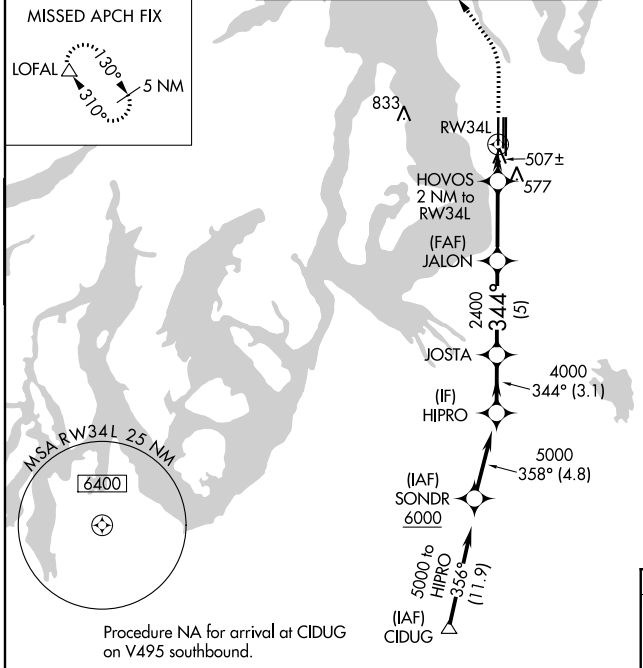 MISSED APCH FIX
LOFAL
130°
310°
5 NM
833
RW34L
507±
577
HOVOS
2 NM to
RW34L
(FAF)
JALON
2400
344°
(5)
JOSTA
4000
344° (3.1)
(IF)
HIPRO
5000
358° (4.8)
(IAF)
SONDR
6000
5000 to
HIPRO
356°
(11.9)
(IAF)
CIDUG
MSA RW34L 25 NM
6400
Procedure NA for arrival at CIDUG
on V495 southbound.